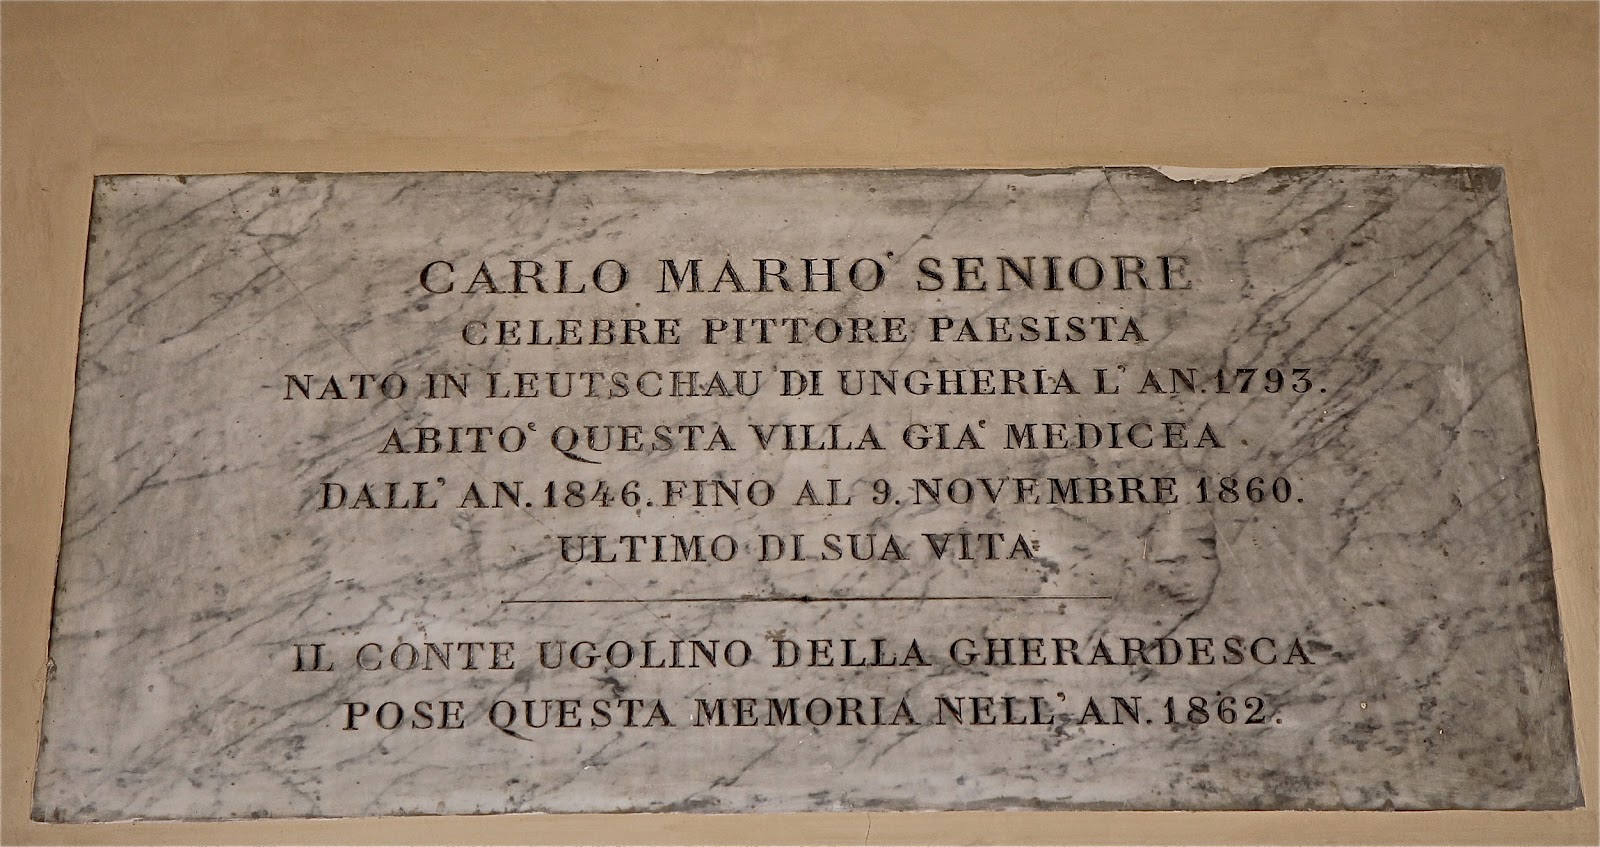 CARLO MARHO' SENIORE
CELEBRE PITTORE PAESISTA
NATO IN LEUTSCHAU DI UNGHERIA L' AN. 1793.
ABITO' QUESTA VILLA GIA' MEDICEA
DALL' AN. 1846. FINO AL 9. NOVEMBRE 1860.
ULTIMO DI SUA VITA
IL CONTE UGOLINO DELLA GHERARDESCA
POSE QUESTA MEMORIA NELL' AN. 1862.